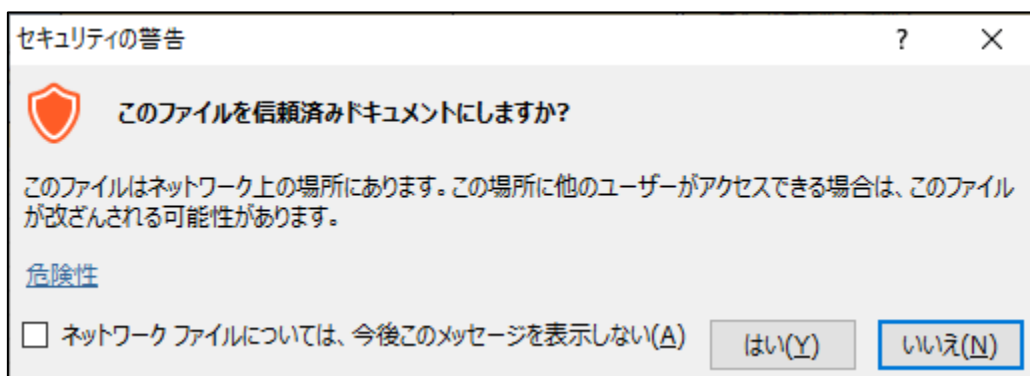 セキュリティの警告
?
このファイルを信頼済みドキュメントにしますか?
このファイルはネットワーク上の場所にあります。この場所に他のユーザーがアクセスできる場合は、このファイル
が改ざんされる可能性があります。
危険性
ネットワーク ファイルについては、今後このメッセージを表示しない(A)
はい(Y)
いいえ(N)